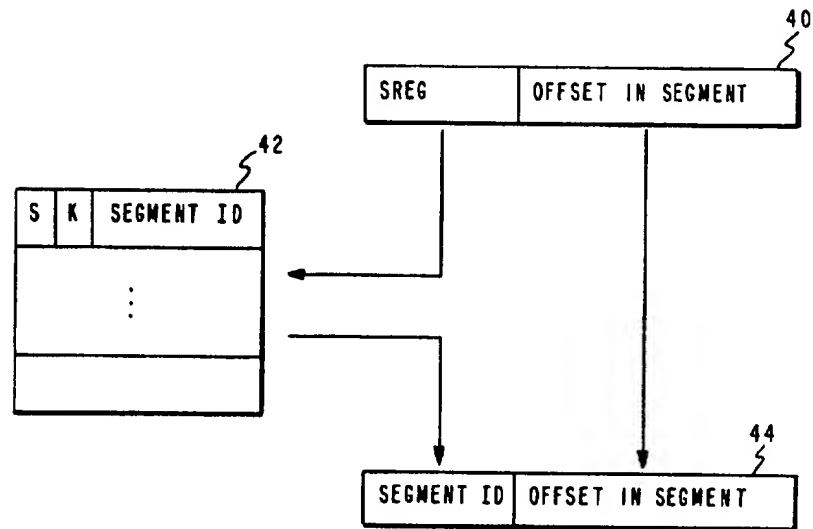 40
SREG OFFSET IN SEGMENT
42
S K SEGMENT ID
44
SEGMENT ID OFFSET IN SEGMENT